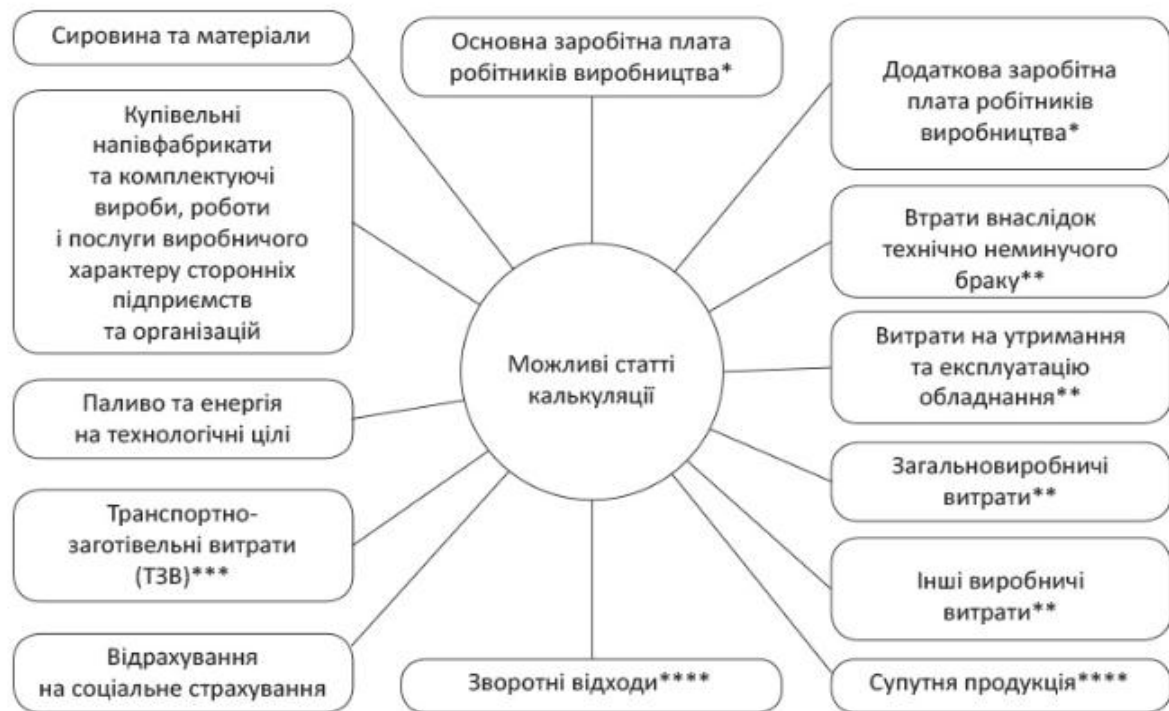 Сировина та матеріали
Купівельні
напівфабрикати
та комплектуючі
вироби, роботи
і послуги виробничого
характеру сторонніх
підприємств
та організацій
Паливо та енергія
на технологічні цілі
Транспортно-
заготівельні витрати
(ТЗВ)***
Відрахування
на соціальне страхування
Основна заробітна плата
робітників виробництва*
Можливі статті
калькуляції
Зворотні відходи****
Додаткова заробітна
плата робітників
виробництва*
Втрати внаслідок
технічно неминучого
браку**
Витрати на утримання
та експлуатацію
обладнання**
Загальновиробничі
витрати**
Інші виробничі
витрати**
Супутня продукція****